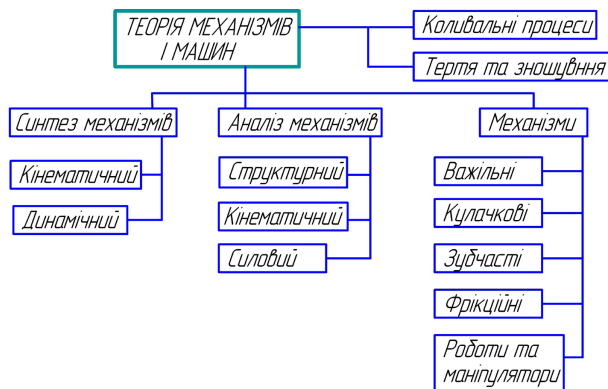 ТЕОРІЯ МЕХАНІЗМІВ
І МАШИН
Коливальні процеси
Тертя та зношувння
Синтез механізмів
Кінематичний
Динамічний
Аналіз механізмів
Структурний
Кінематичний
Силовий
Механізми
Важільні
Кулачкові
Зубчасті
Фрікційні
Роботи та
маніпулятори